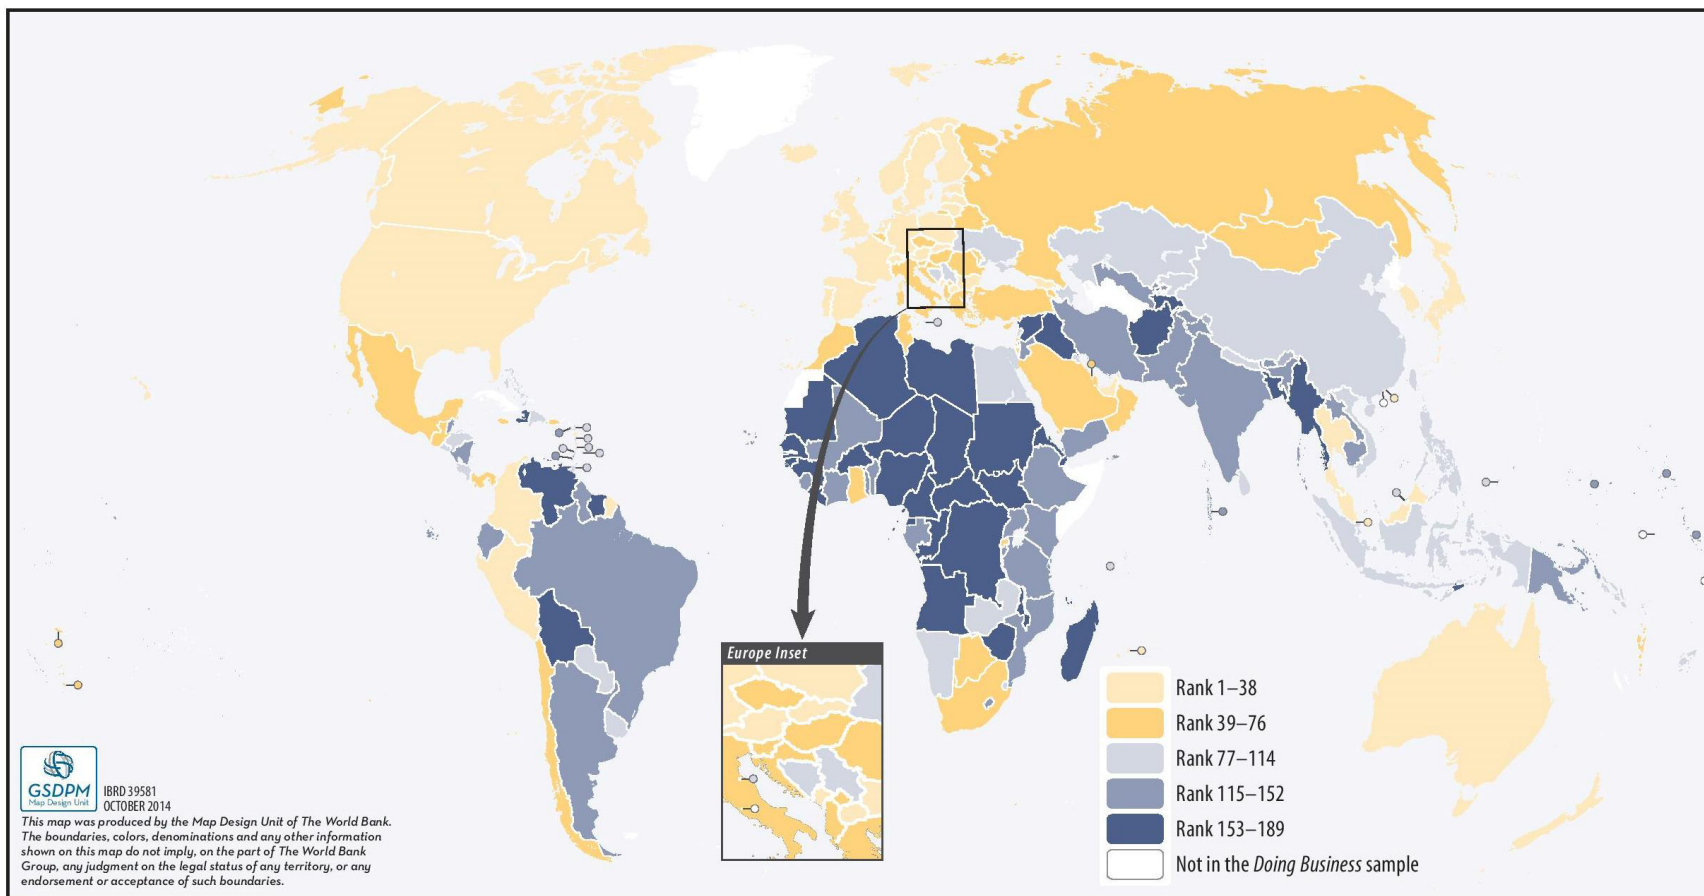 Europe Inset
Rank 1–38
Rank 39–76
Rank 77–114
Rank 115–152
Rank 153–189
Not in the Doing Business sample
GSDPM
Map Design Unit
IBRD 39581
OCTOBER 2014
This map was produced by the Map Design Unit of The World Bank.
The boundaries, colors, denominations and any other information
shown on this map do not imply, on the part of The World Bank
Group, any judgment on the legal status of any territory, or any
endorsement or acceptance of such boundaries.